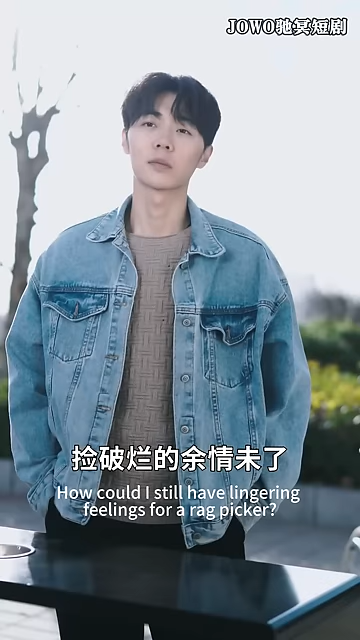 JOWO驰冥短剧
捡破烂的余情未了
How could I still have lingering
feelings for a rag picker?